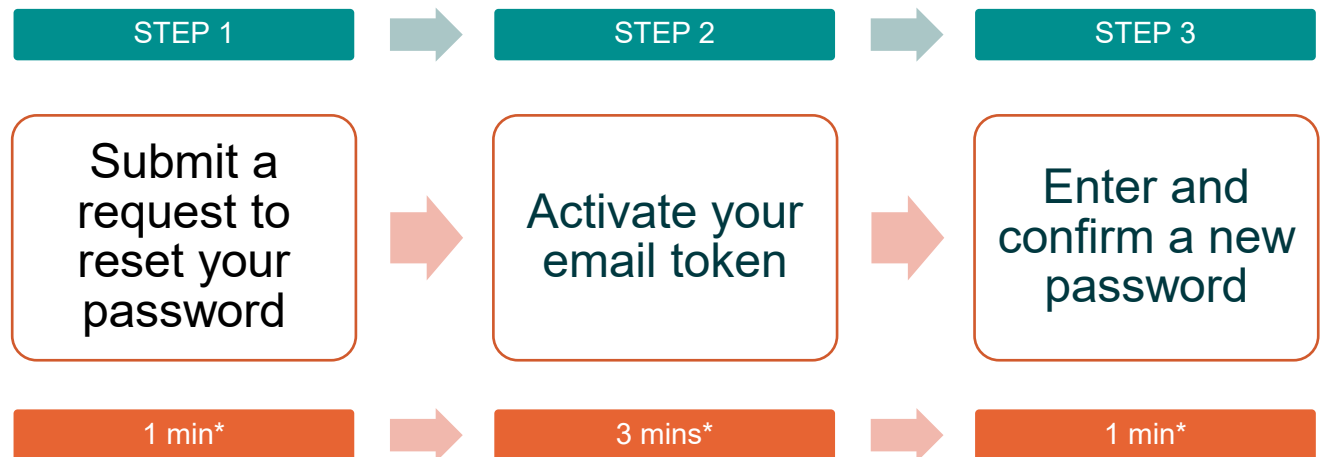 STEP 1
STEP 2
STEP 3
Submit a
request to
reset your
password
Activate your
email token
Enter and
confirm a new
password
1 min*
3 mins*
1 min*